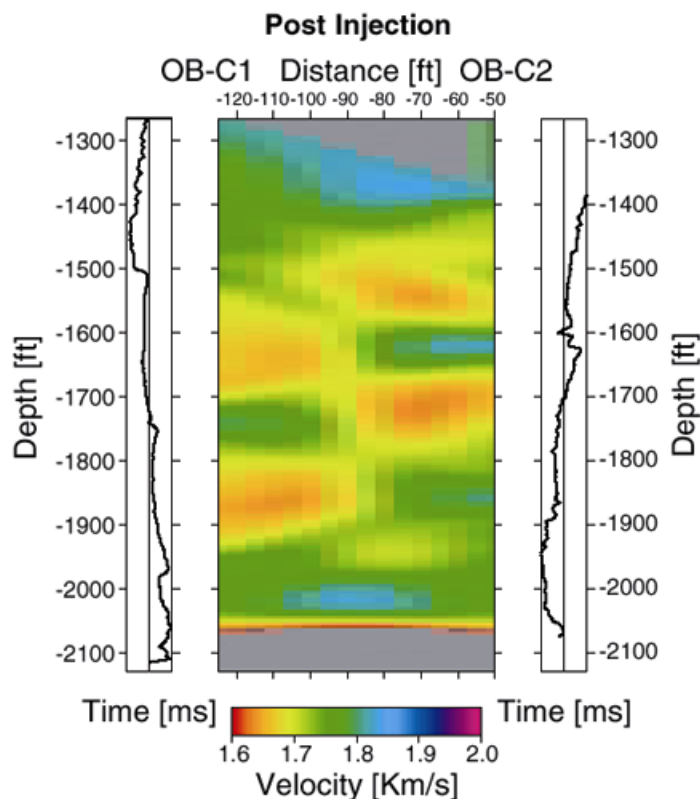 Post Injection
OB-C1 Distance [ft] OB-C2
-120 -110 -100 -90 -80 -70 -60 -50
-1300 -1300
-1400 -1400
-1500 -1500
-1600 -1600
-1700 -1700
-1800 -1800
-1900 -1900
-2000 -2000
-2100 -2100
Depth [ft] Depth [ft]
Time [ms] Time [ms]
1.6 1.7 1.8 1.9 2.0
Velocity [Km/s]